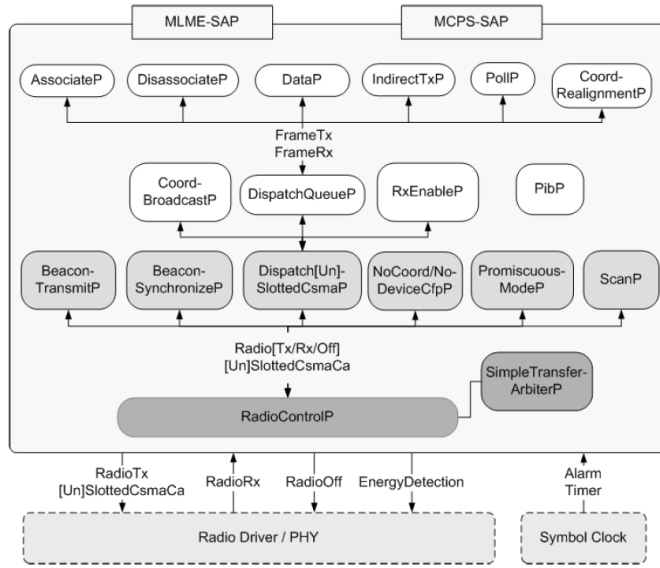 MLME-SAP
MCPS-SAP
AssociateP
DisassociateP
DataP
IndirectTxP
PollP
Coord-
RealignmentP
FrameTx
FrameRx
Coord-
BroadcastP
DispatchQueueP
RxEnableP
PibP
Beacon-
TransmitP
Beacon-
SynchronizeP
Dispatch[Un]-
SlottedCsmaP
NoCoord/No-
DeviceCfpP
Promiscuous-
ModeP
ScanP
Radio[Tx/Rx/Off]
[Un]SlottedCsmaCa
SimpleTransfer-
ArbiterP
RadioControlP
RadioTx
[Un]SlottedCsmaCa
RadioRx
RadioOff
EnergyDetection
Alarm
Timer
Radio Driver / PHY
Symbol Clock